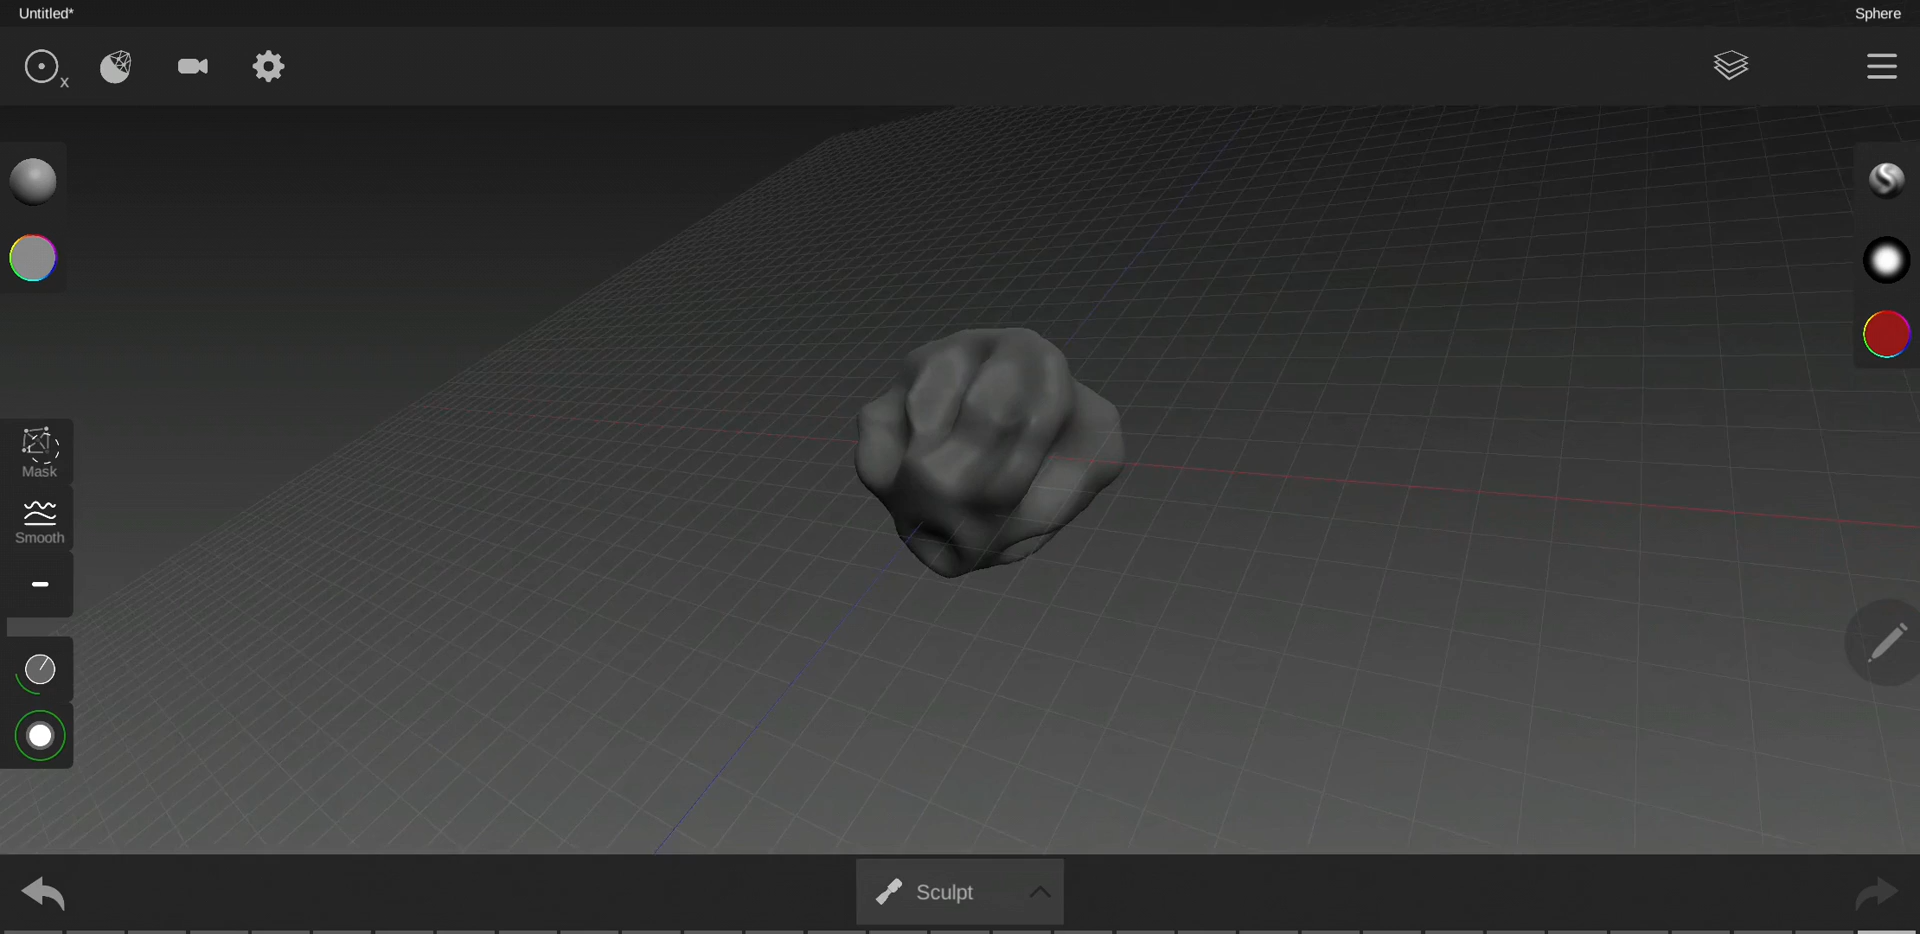 Untitled*
Sphere
x
Mask
Smooth
Sculpt